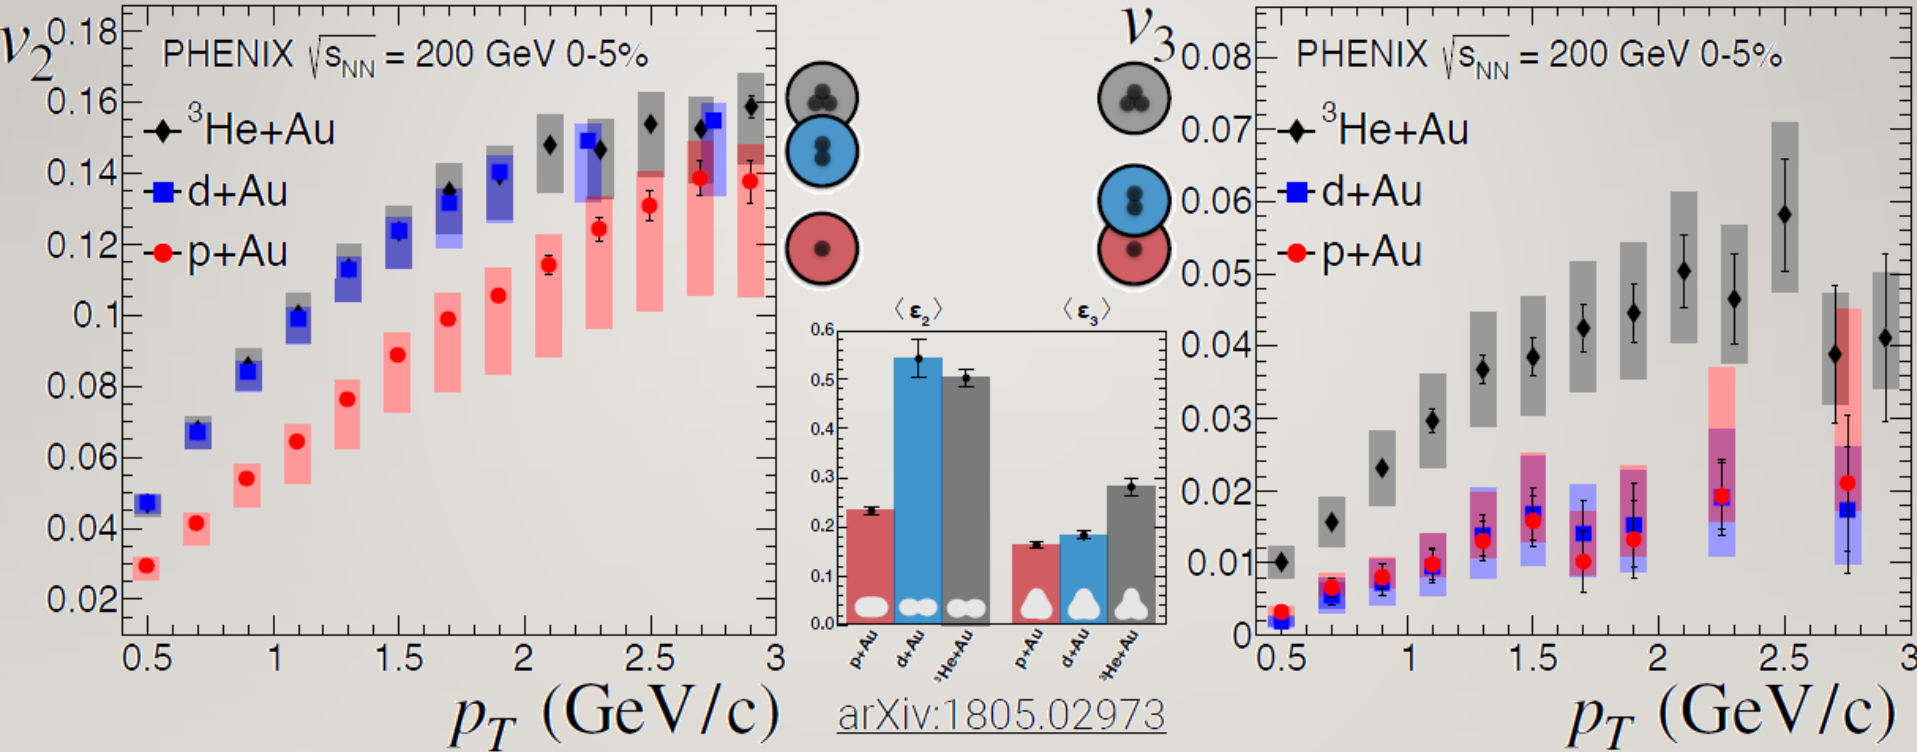 v₂
PHENIX √sNN = 200 GeV 0-5%
³He+Au
d+Au
p+Au
0.18
0.16
0.14
0.12
0.1
0.08
0.06
0.04
0.02
0.5 1 1.5 2 2.5 3
pT (GeV/c)
⟨ε₂⟩ ⟨ε₃⟩
0.6
0.5
0.4
0.3
0.2
0.1
0.0
p+Au d+Au ³He+Au p+Au d+Au ³He+Au
arXiv:1805.02973
v₃
PHENIX √sNN = 200 GeV 0-5%
³He+Au
d+Au
p+Au
0.08
0.07
0.06
0.05
0.04
0.03
0.02
0.01
0
0.5 1 1.5 2 2.5 3
pT (GeV/c)